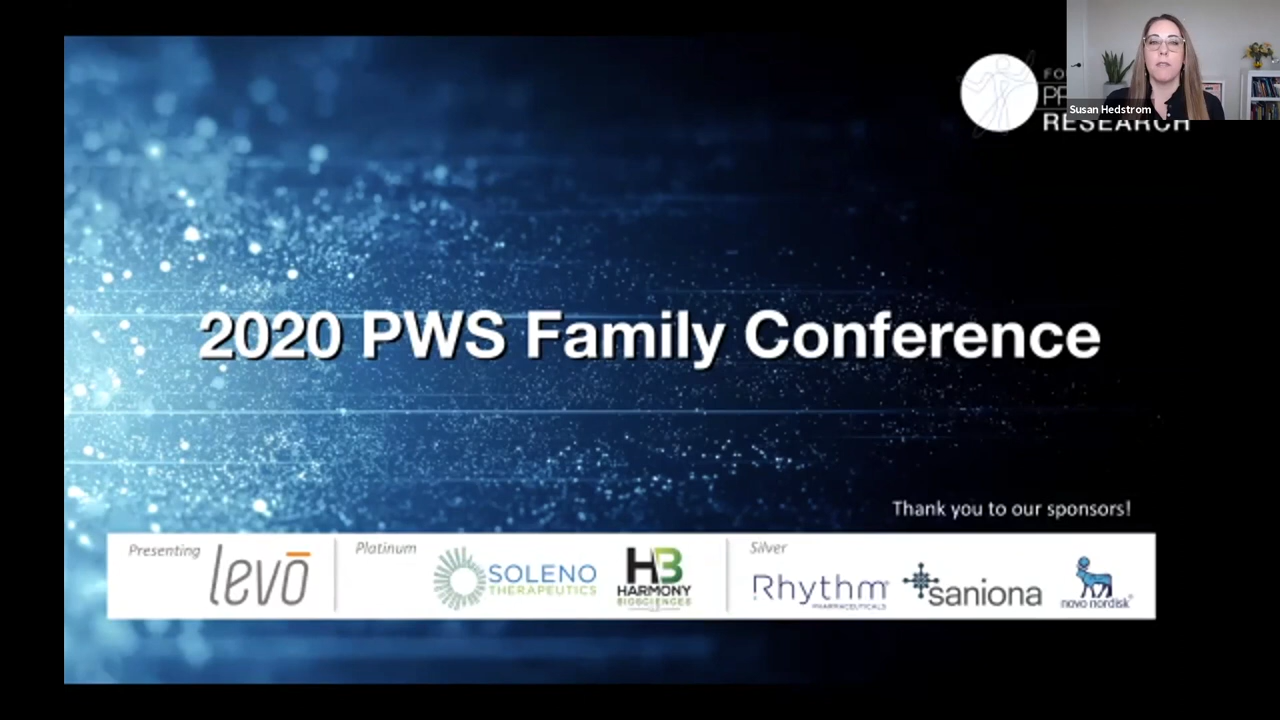 Susan Hedstrom
RESEARCH
2020 PWS Family Conference
Thank you to our sponsors!
Presenting
levō
Platinum
SOLENO
THERAPEUTICS
HB
HARMONY
BIOSCIENCES
Silver
Rhythm
PHARMACEUTICALS
saniona
novo nordisk